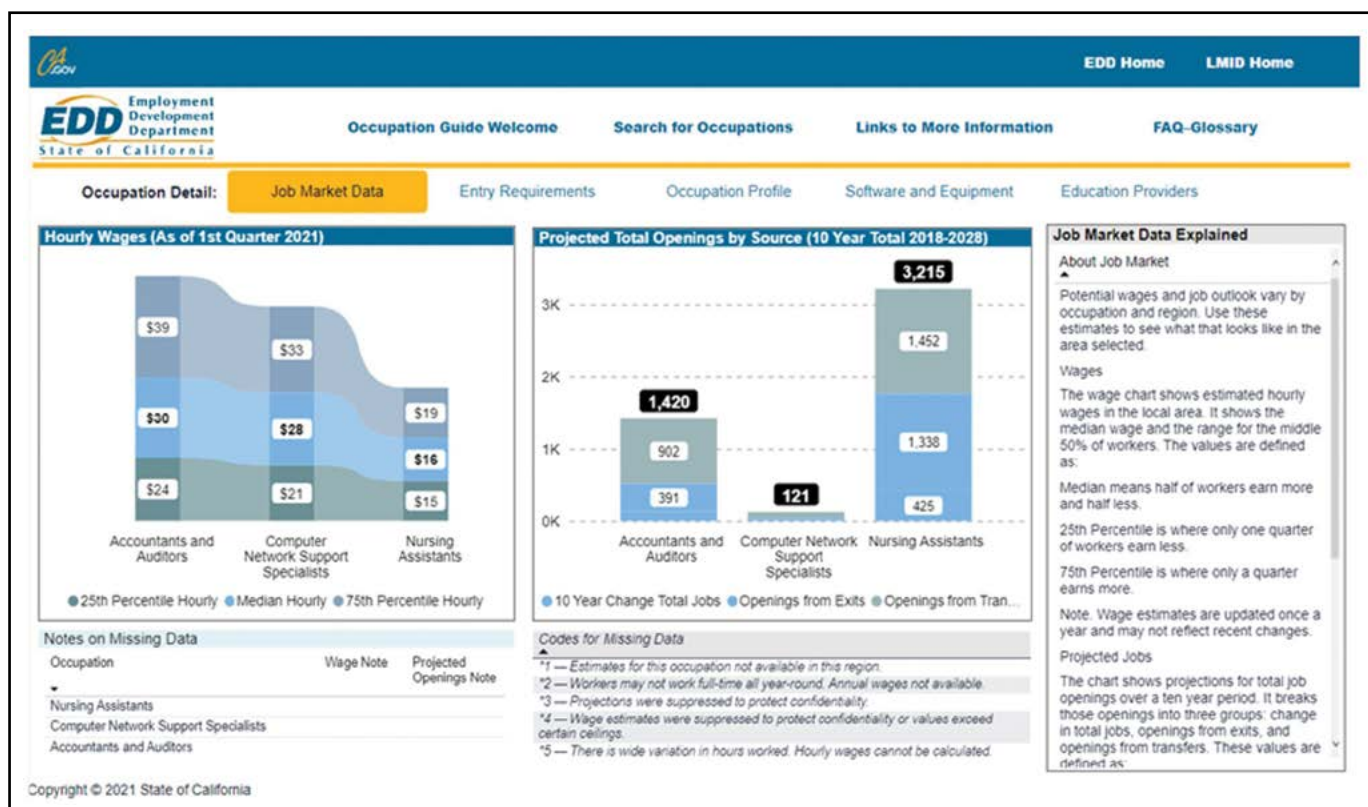 CA.GOV
EDD Home LMID Home
EDD Employment
Development
Department
State of California
Occupation Guide Welcome Search for Occupations Links to More Information FAQ–Glossary
Occupation Detail: Job Market Data Entry Requirements Occupation Profile Software and Equipment Education Providers
Hourly Wages (As of 1st Quarter 2021)
$39
$33
$19
$30
$28
$16
$24
$21
$15
Accountants and
Auditors
Computer
Network Support
Specialists
Nursing
Assistants
25th Percentile Hourly Median Hourly 75th Percentile Hourly
Projected Total Openings by Source (10 Year Total 2018-2028)
3K
2K
1K
0K
1,420
902
391
121
3,215
1,452
1,338
425
Accountants and
Auditors
Computer Network
Support
Specialists
Nursing Assistants
10 Year Change Total Jobs Openings from Exits Openings from Tran...
Job Market Data Explained
About Job Market
Potential wages and job outlook vary by
occupation and region. Use these
estimates to see what that looks like in the
area selected.
Wages
The wage chart shows estimated hourly
wages in the local area. It shows the
median wage and the range for the middle
50% of workers. The values are defined
as:
Median means half of workers earn more
and half less.
25th Percentile is where only one quarter
of workers earn less.
75th Percentile is where only a quarter
earns more.
Note. Wage estimates are updated once a
year and may not reflect recent changes.
Projected Jobs
The chart shows projections for total job
openings over a ten year period. It breaks
those openings into three groups: change
in total jobs, openings from exits, and
openings from transfers. These values are
defined as:
Notes on Missing Data
Occupation Wage Note Projected
Openings Note
Nursing Assistants
Computer Network Support Specialists
Accountants and Auditors
Codes for Missing Data
*1 — Estimates for this occupation not available in this region.
*2 — Workers may not work full-time all year-round. Annual wages not available.
*3 — Projections were suppressed to protect confidentiality.
*4 — Wage estimates were suppressed to protect confidentiality or values exceed
certain ceilings.
*5 — There is wide variation in hours worked. Hourly wages cannot be calculated.
Copyright © 2021 State of California